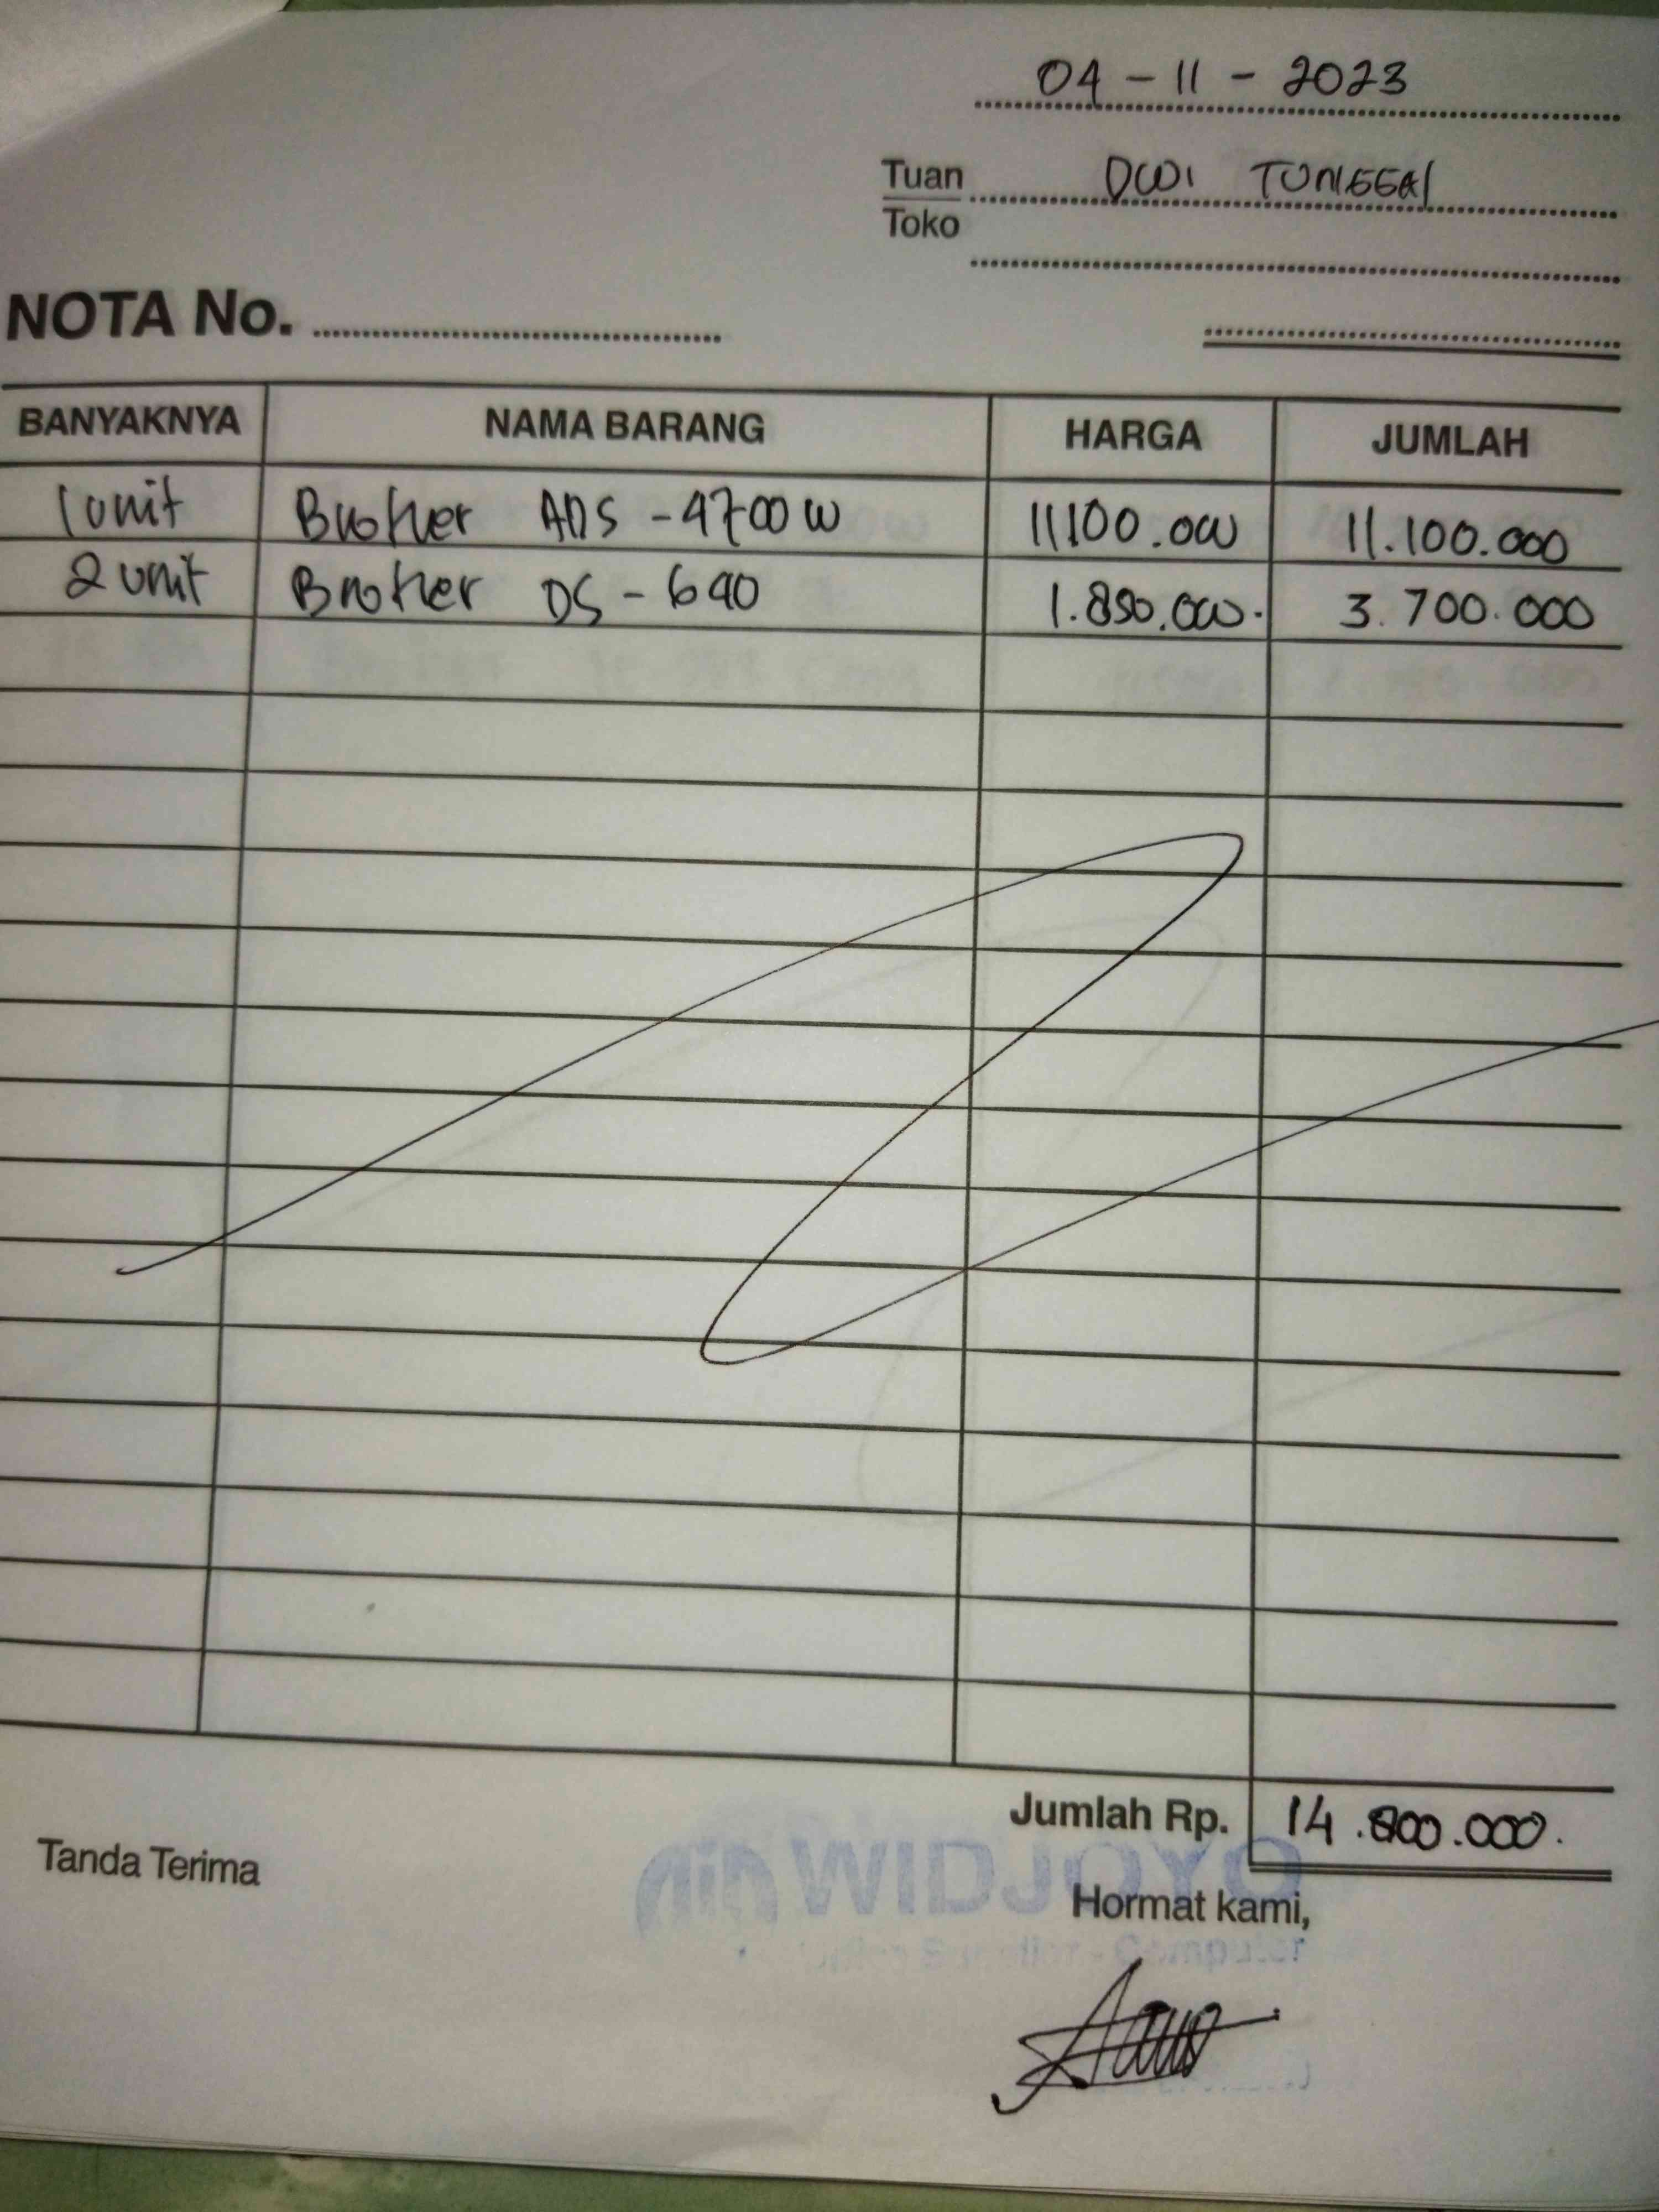 04 - 11 - 2023
Tuan DWI TUNGGAL
Toko
NOTA No.
BANYAKNYA NAMA BARANG HARGA JUMLAH
1 unit Brother ADS - 4700 W 11100.000 11.100.000
2 unit Brother DS - 640 1.850.000.- 3.700.000
Jumlah Rp. 14.800.000.
Tanda Terima
WIDJOYO
Hormat kami,
Computer